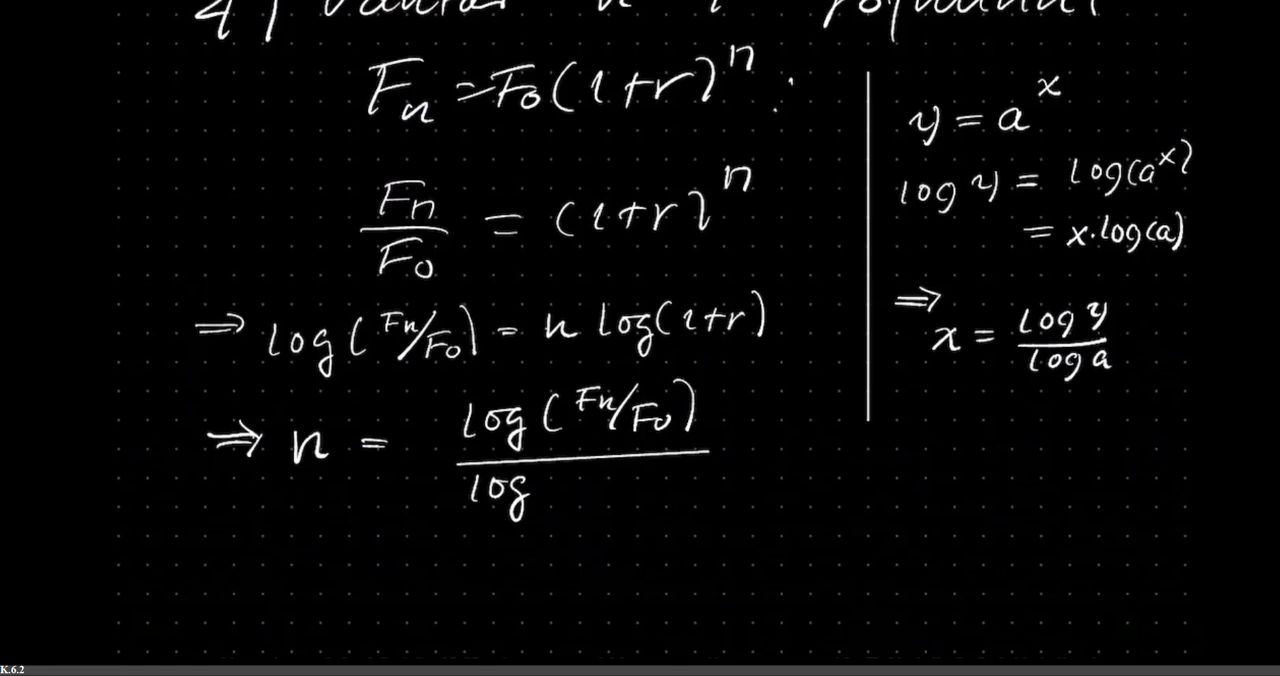 Fn = F0(1+r)^n :
Fn/F0 = (1+r)^n
⇒ log(Fn/F0) = n log(1+r)
⇒ n = log(Fn/F0) / log
y = a^x
log y = log(a^x)
= x·log(a)
⇒ x = log y / log a
K.6.2